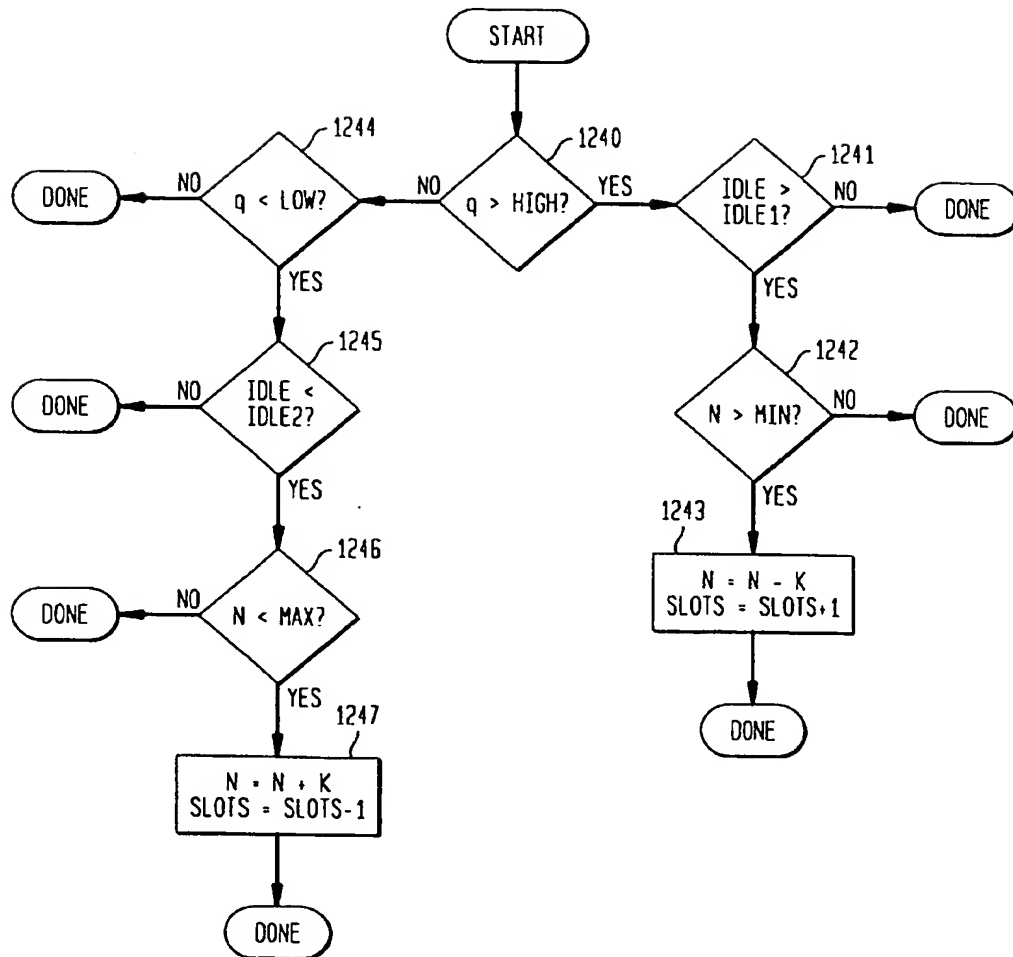 START
1244
1240
1241
DONE
NO
q < LOW?
NO
q > HIGH?
YES
IDLE >
IDLE1?
NO
DONE
YES
YES
1245
1242
DONE
NO
IDLE <
IDLE2?
N > MIN?
NO
DONE
YES
YES
1246
1243
DONE
NO
N < MAX?
N = N - K
SLOTS = SLOTS+1
YES
1247
DONE
N = N + K
SLOTS = SLOTS-1
DONE